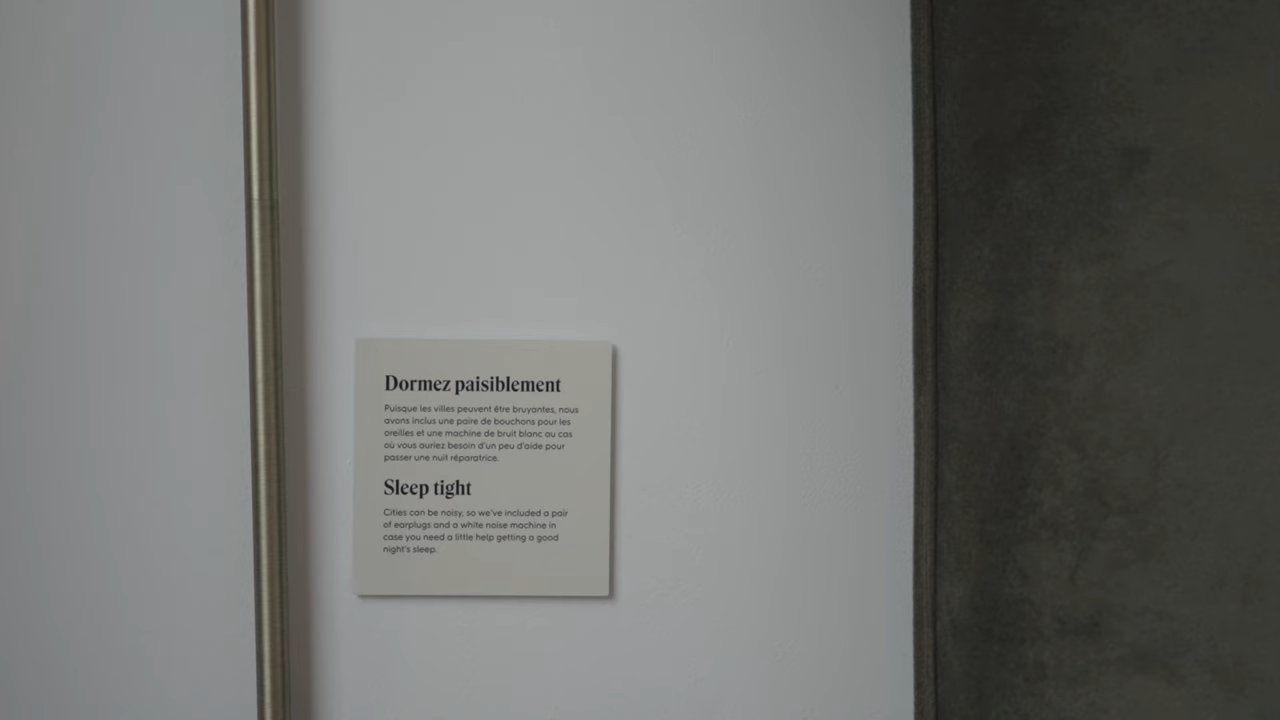 Dormez paisiblement
Puisque les villes peuvent être bruyantes, nous
avons inclus une paire de bouchons pour les
oreilles et une machine de bruit blanc au cas
où vous auriez besoin d'un peu d'aide pour
passer une nuit réparatrice.
Sleep tight
Cities can be noisy, so we've included a pair
of earplugs and a white noise machine in
case you need a little help getting a good
night's sleep.